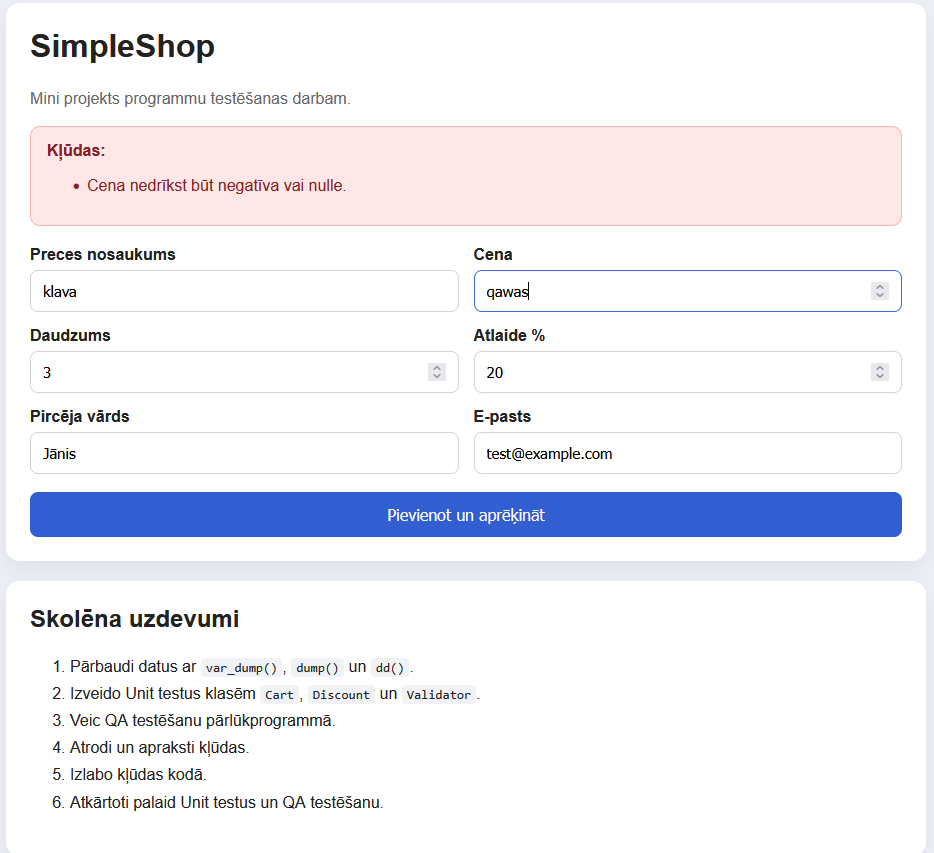 SimpleShop
Mini projekts programmu testēšanas darbam.
Kļūdas:
• Cena nedrīkst būt negatīva vai nulle.
Preces nosaukums
Cena
klava
qawas
Daudzums
Atlaide %
3
20
Pircēja vārds
E-pasts
Jānis
test@example.com
Pievienot un aprēķināt
Skolēna uzdevumi
1. Pārbaudi datus ar var_dump(), dump() un dd().
2. Izveido Unit testus klasēm Cart, Discount un Validator.
3. Veic QA testēšanu pārlūkprogrammā.
4. Atrodi un apraksti kļūdas.
5. Izlabo kļūdas kodā.
6. Atkārtoti palaid Unit testus un QA testēšanu.